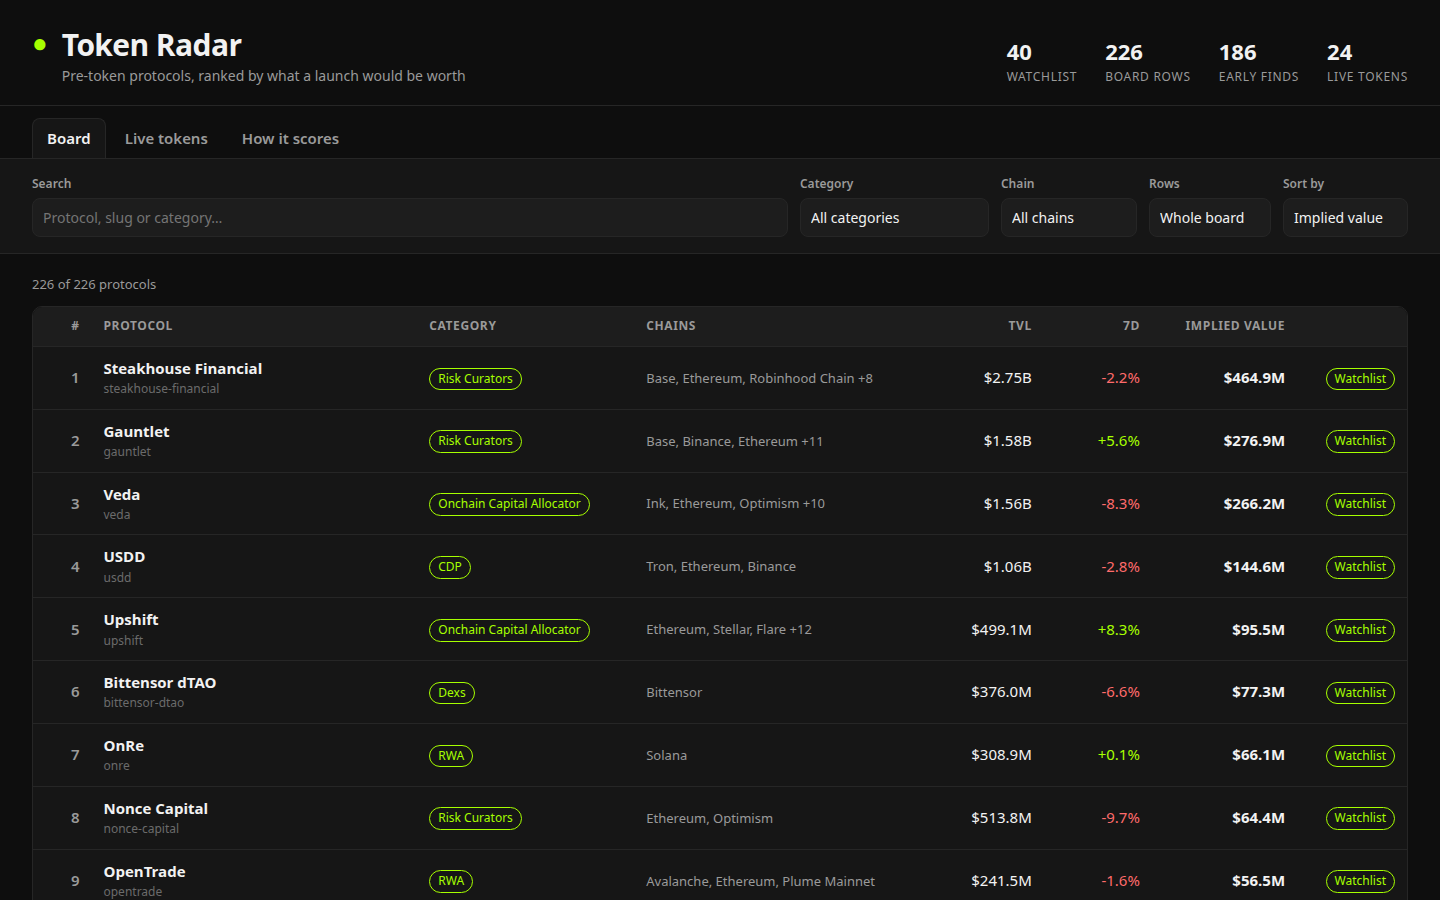 Token Radar
Pre-token protocols, ranked by what a launch would be worth
40 226 186 24
WATCHLIST BOARD ROWS EARLY FINDS LIVE TOKENS
Board Live tokens How it scores
Search Category Chain Rows Sort by
Protocol, slug or category... All categories All chains Whole board Implied value
226 of 226 protocols
# PROTOCOL CATEGORY CHAINS TVL 7D IMPLIED VALUE
1 Steakhouse Financial Risk Curators Base, Ethereum, Robinhood Chain +8 $2.75B -2.2% $464.9M Watchlist
steakhouse-financial
2 Gauntlet Risk Curators Base, Binance, Ethereum +11 $1.58B +5.6% $276.9M Watchlist
gauntlet
3 Veda Onchain Capital Allocator Ink, Ethereum, Optimism +10 $1.56B -8.3% $266.2M Watchlist
veda
4 USDD CDP Tron, Ethereum, Binance $1.06B -2.8% $144.6M Watchlist
usdd
5 Upshift Onchain Capital Allocator Ethereum, Stellar, Flare +12 $499.1M +8.3% $95.5M Watchlist
upshift
6 Bittensor dTAO Dexs Bittensor $376.0M -6.6% $77.3M Watchlist
bittensor-dtao
7 OnRe RWA Solana $308.9M +0.1% $66.1M Watchlist
onre
8 Nonce Capital Risk Curators Ethereum, Optimism $513.8M -9.7% $64.4M Watchlist
nonce-capital
9 OpenTrade RWA Avalanche, Ethereum, Plume Mainnet $241.5M -1.6% $56.5M Watchlist
opentrade